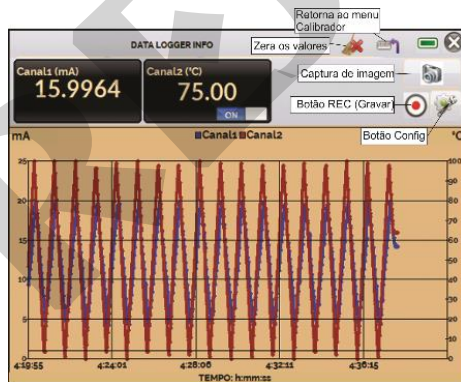 Retorna ao menu
Calibrador
DATA LOGGER INFO
Zera os valores
Canal1 (mA)
15.9964
Canal2 (°C)
75.00
ON
Captura de imagem
Botão REC (Gravar)
Botão Config
mA
Canal1 Canal2
°C
25
20
15
10
5
0
100
90
80
70
60
50
40
30
20
10
0
4:19:55
4:24:01
4:28:06
4:32:11
4:36:15
TEMPO: h:mm:ss